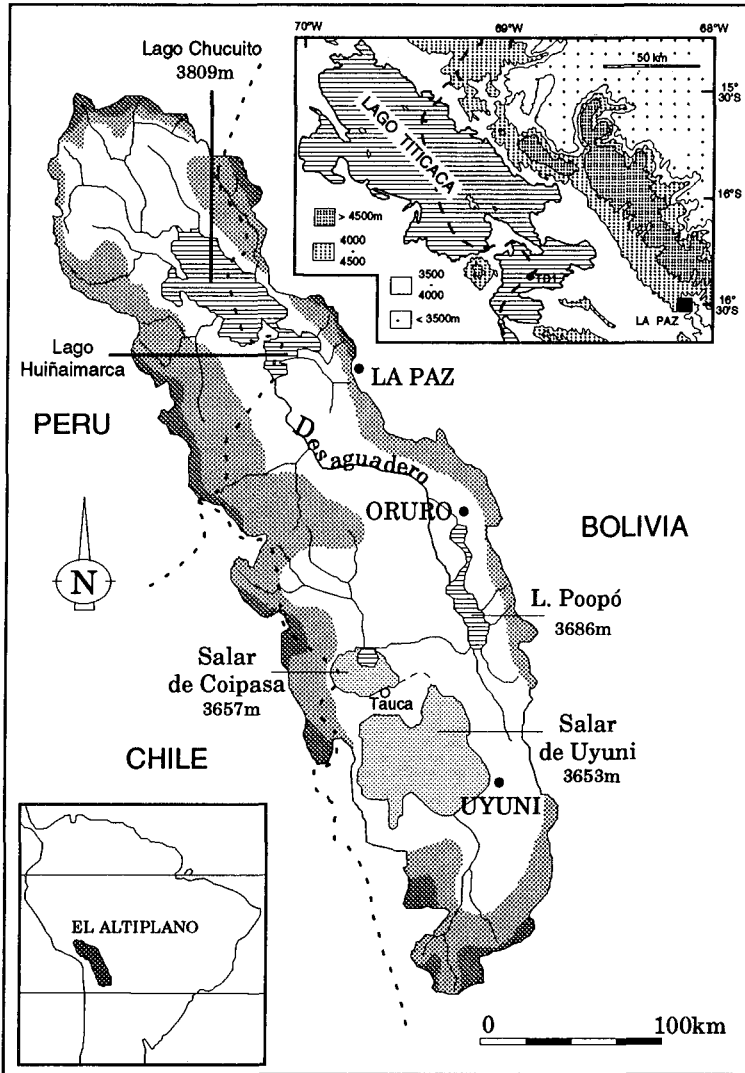 Lago Chucuito
3809m
70°W
69°W
68°W
50 km
15°
30'S
16°S
16°
30'S
LAGO TITICACA
> 4500m
4000
-
4500
3500
-
4000
< 3500m
TD1
LA PAZ
Lago
Huiñaimarca
LA PAZ
PERU
Desaguadero
ORURO
BOLIVIA
N
L. Poopó
3686m
Salar
de Coipasa
3657m
Tauca
Salar
de Uyuni
3653m
CHILE
UYUNI
EL ALTIPLANO
0 100km